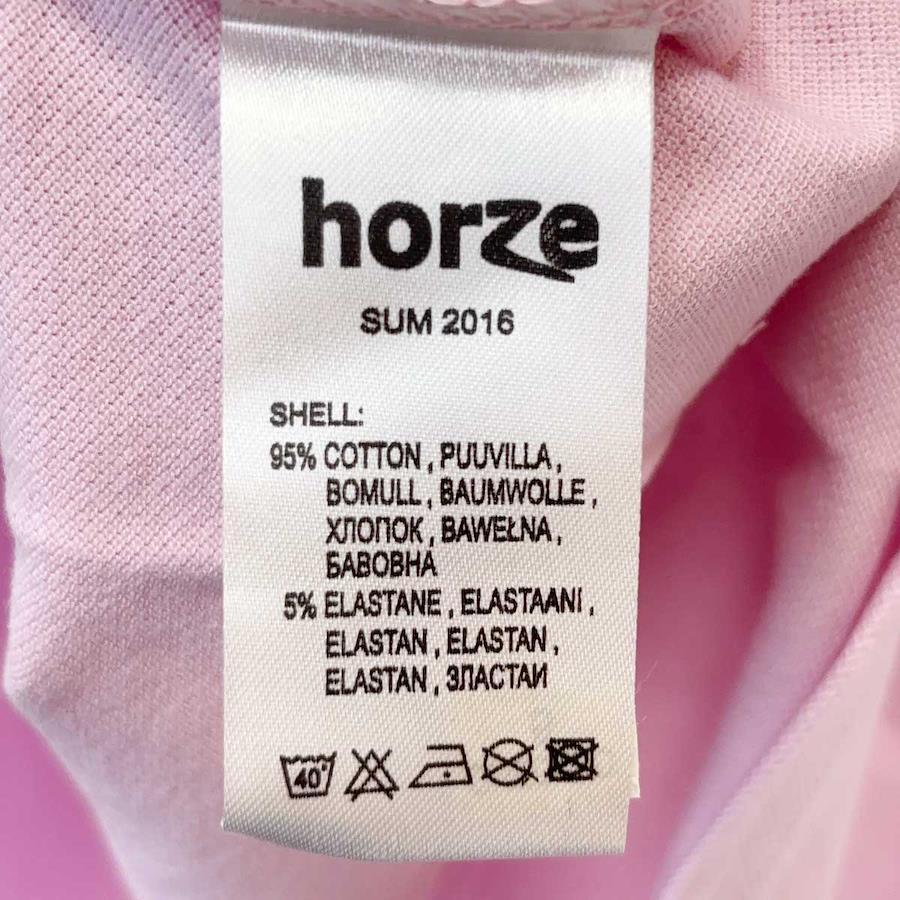 horze
SUM 2016
SHELL:
95% COTTON , PUUVILLA ,
BOMULL , BAUMWOLLE ,
ХЛОПОК , BAWEŁNA ,
БАВОВНА
5% ELASTANE , ELASTAANI ,
ELASTAN , ELASTAN ,
ELASTAN , ЗЛАСТАИ
40°